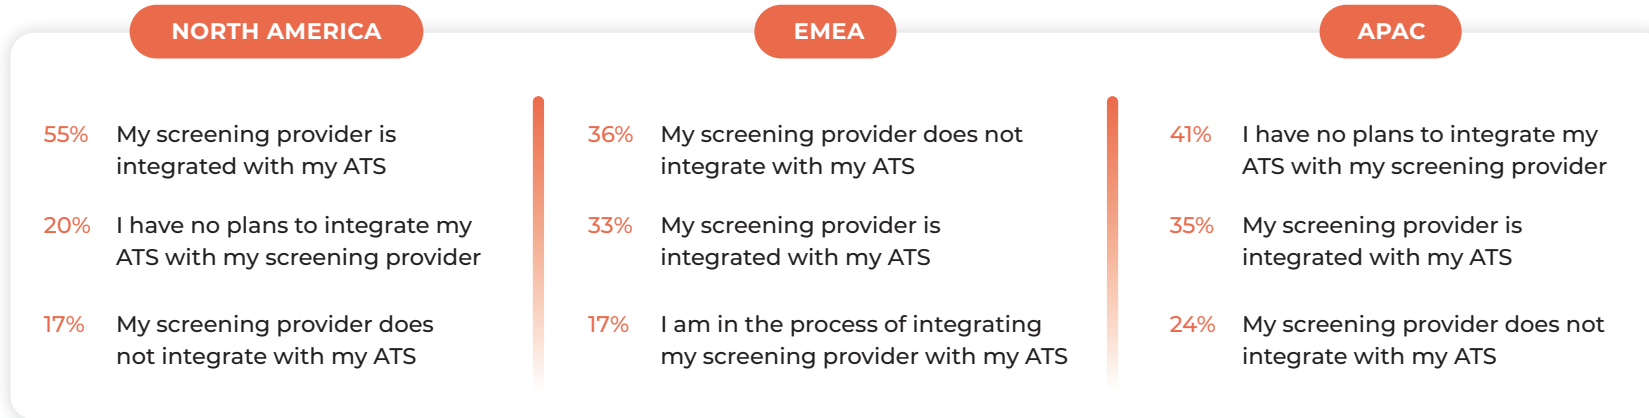 NORTH AMERICA
55% My screening provider is
integrated with my ATS
20% I have no plans to integrate my
ATS with my screening provider
17% My screening provider does
not integrate with my ATS
EMEA
36% My screening provider does not
integrate with my ATS
33% My screening provider is
integrated with my ATS
17% I am in the process of integrating
my screening provider with my ATS
APAC
41% I have no plans to integrate my
ATS with my screening provider
35% My screening provider is
integrated with my ATS
24% My screening provider does not
integrate with my ATS